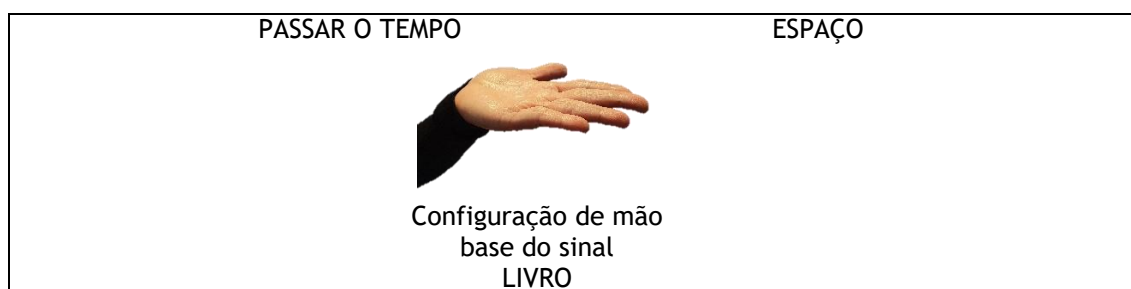 PASSAR O TEMPO ESPAÇO
Configuração de mão
base do sinal
LIVRO